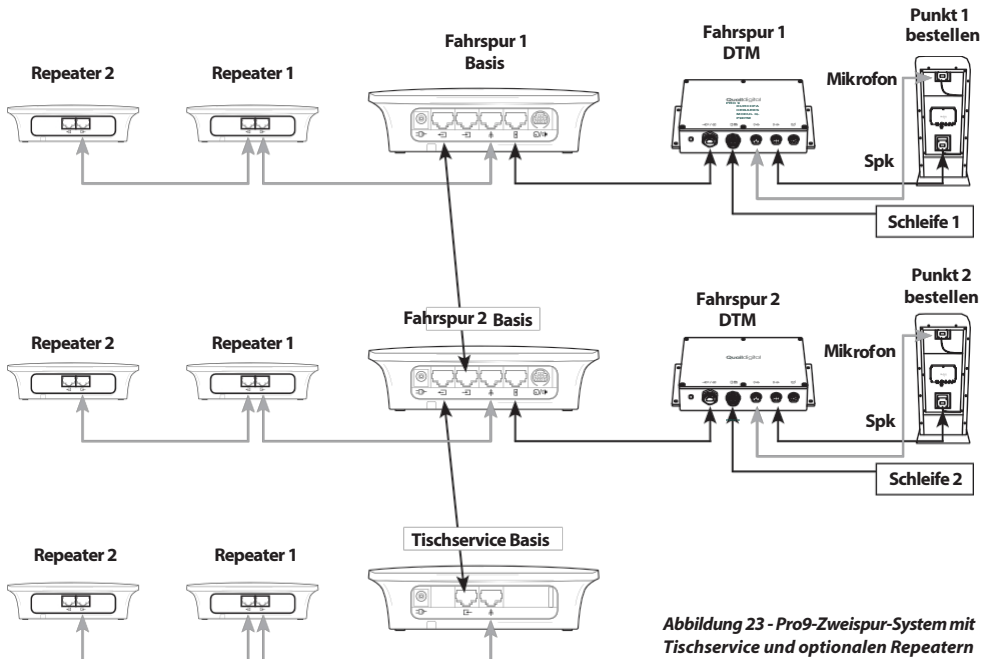 Fahrspur 1
Basis
Fahrspur 1
DTM
Punkt 1
bestellen
Repeater 2
Repeater 1
Mikrofon
Quaildigital
Spk
Schleife 1
Punkt 2
bestellen
Fahrspur 2 Basis
Fahrspur 2
DTM
Repeater 2
Repeater 1
Mikrofon
Quaildigital
Spk
Schleife 2
Tischservice Basis
Repeater 2
Repeater 1
Abbildung 23 - Pro9-Zweispur-System mit
Tischservice und optionalen Repeatern